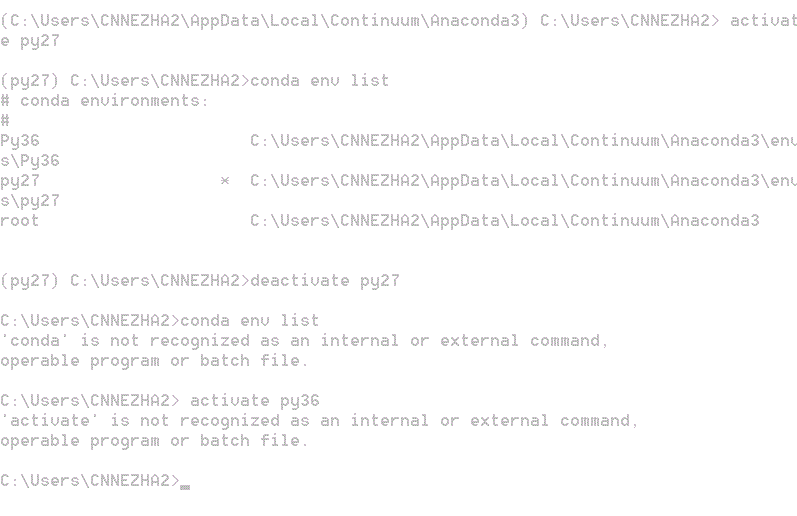 (C:\Users\CNNEZHA2\AppData\Local\Continuum\Anaconda3) C:\Users\CNNEZHA2> activat
e py27
(py27) C:\Users\CNNEZHA2>conda env list
# conda environments:
#
Py36                     C:\Users\CNNEZHA2\AppData\Local\Continuum\Anaconda3\env
s\Py36
py27                  *  C:\Users\CNNEZHA2\AppData\Local\Continuum\Anaconda3\env
s\py27
root                     C:\Users\CNNEZHA2\AppData\Local\Continuum\Anaconda3
(py27) C:\Users\CNNEZHA2>deactivate py27
C:\Users\CNNEZHA2>conda env list
'conda' is not recognized as an internal or external command,
operable program or batch file.
C:\Users\CNNEZHA2> activate py36
'activate' is not recognized as an internal or external command,
operable program or batch file.
C:\Users\CNNEZHA2>_